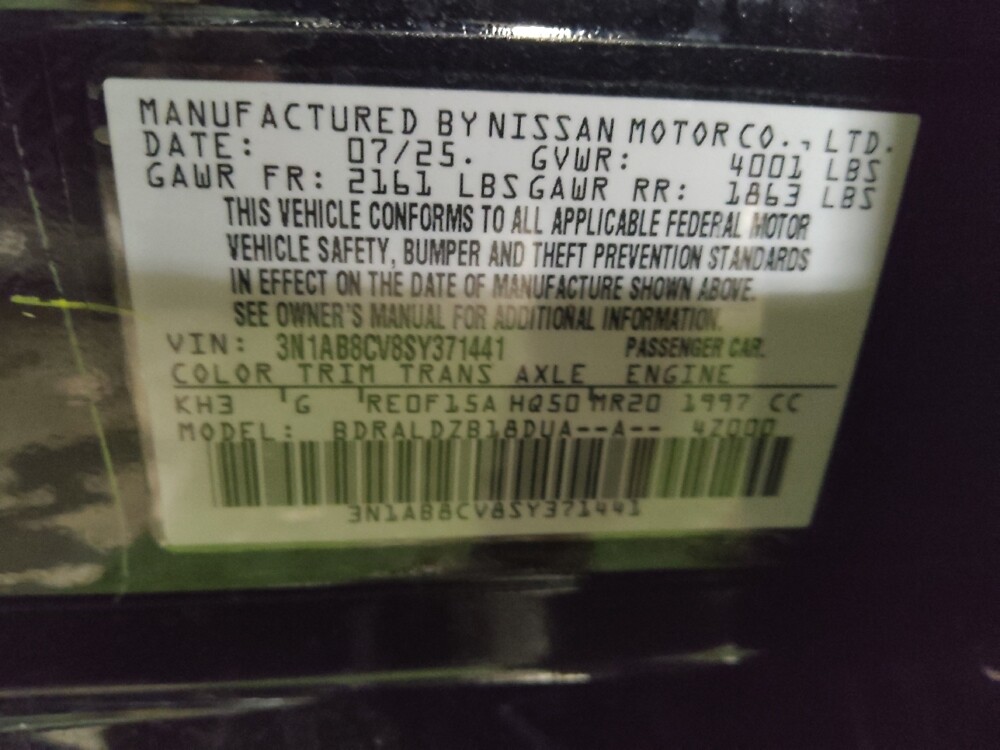 MANUFACTURED BY NISSAN MOTOR CO., LTD.
DATE: 07/25. GVWR: 4001 LBS
GAWR FR: 2161 LBS GAWR RR: 1863 LBS
THIS VEHICLE CONFORMS TO ALL APPLICABLE FEDERAL MOTOR
VEHICLE SAFETY, BUMPER AND THEFT PREVENTION STANDARDS
IN EFFECT ON THE DATE OF MANUFACTURE SHOWN ABOVE.
SEE OWNER'S MANUAL FOR ADDITIONAL INFORMATION.
VIN: 3N1AB8CV8SY371441 PASSENGER CAR.
COLOR TRIM TRANS AXLE ENGINE
KH3 G RE0F15A HQ50 MR20 1997 CC
MODEL: BDRALDZB18DUA--A-- 4Z000
3N1AB8CV8SY371441